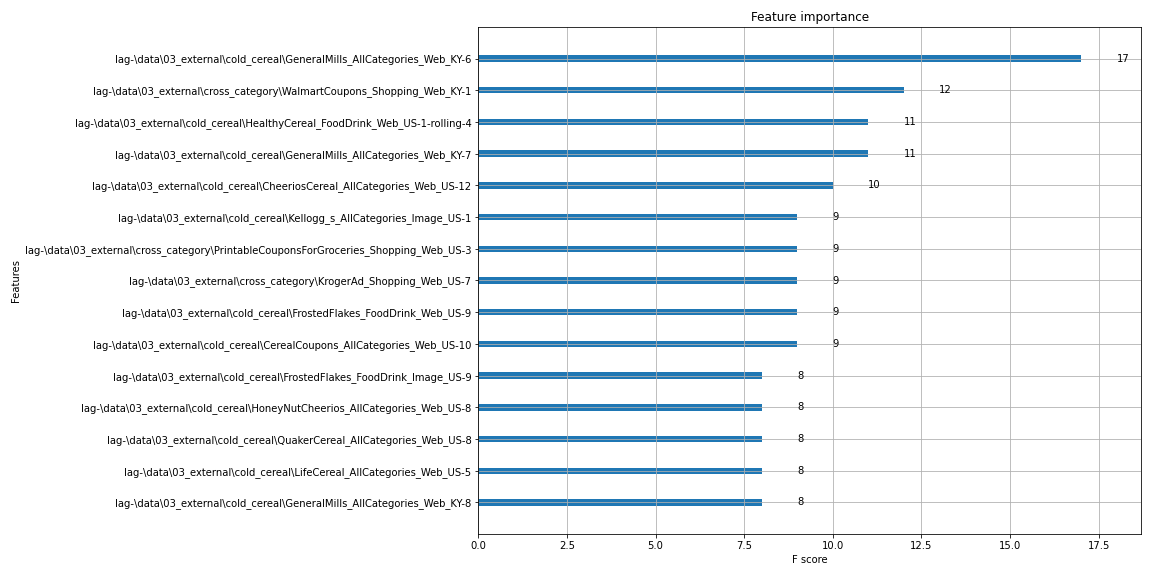 Feature importance
lag-\data\03_external\cold_cereal\GeneralMills_AllCategories_Web_KY-6
17
lag-\data\03_external\cross_category\WalmartCoupons_Shopping_Web_KY-1
12
lag-\data\03_external\cold_cereal\HealthyCereal_FoodDrink_Web_US-1-rolling-4
11
lag-\data\03_external\cold_cereal\GeneralMills_AllCategories_Web_KY-7
11
lag-\data\03_external\cold_cereal\CheeriosCereal_AllCategories_Web_US-12
10
lag-\data\03_external\cold_cereal\Kellogg_s_AllCategories_Image_US-1
9
lag-\data\03_external\cross_category\PrintableCouponsForGroceries_Shopping_Web_US-3
9
lag-\data\03_external\cross_category\KrogerAd_Shopping_Web_US-7
9
lag-\data\03_external\cold_cereal\FrostedFlakes_FoodDrink_Web_US-9
9
lag-\data\03_external\cold_cereal\CerealCoupons_AllCategories_Web_US-10
9
lag-\data\03_external\cold_cereal\FrostedFlakes_FoodDrink_Image_US-9
8
lag-\data\03_external\cold_cereal\HoneyNutCheerios_AllCategories_Web_US-8
8
lag-\data\03_external\cold_cereal\QuakerCereal_AllCategories_Web_US-8
8
lag-\data\03_external\cold_cereal\LifeCereal_AllCategories_Web_US-5
8
lag-\data\03_external\cold_cereal\GeneralMills_AllCategories_Web_KY-8
8
Features
0.0 2.5 5.0 7.5 10.0 12.5 15.0 17.5
F score